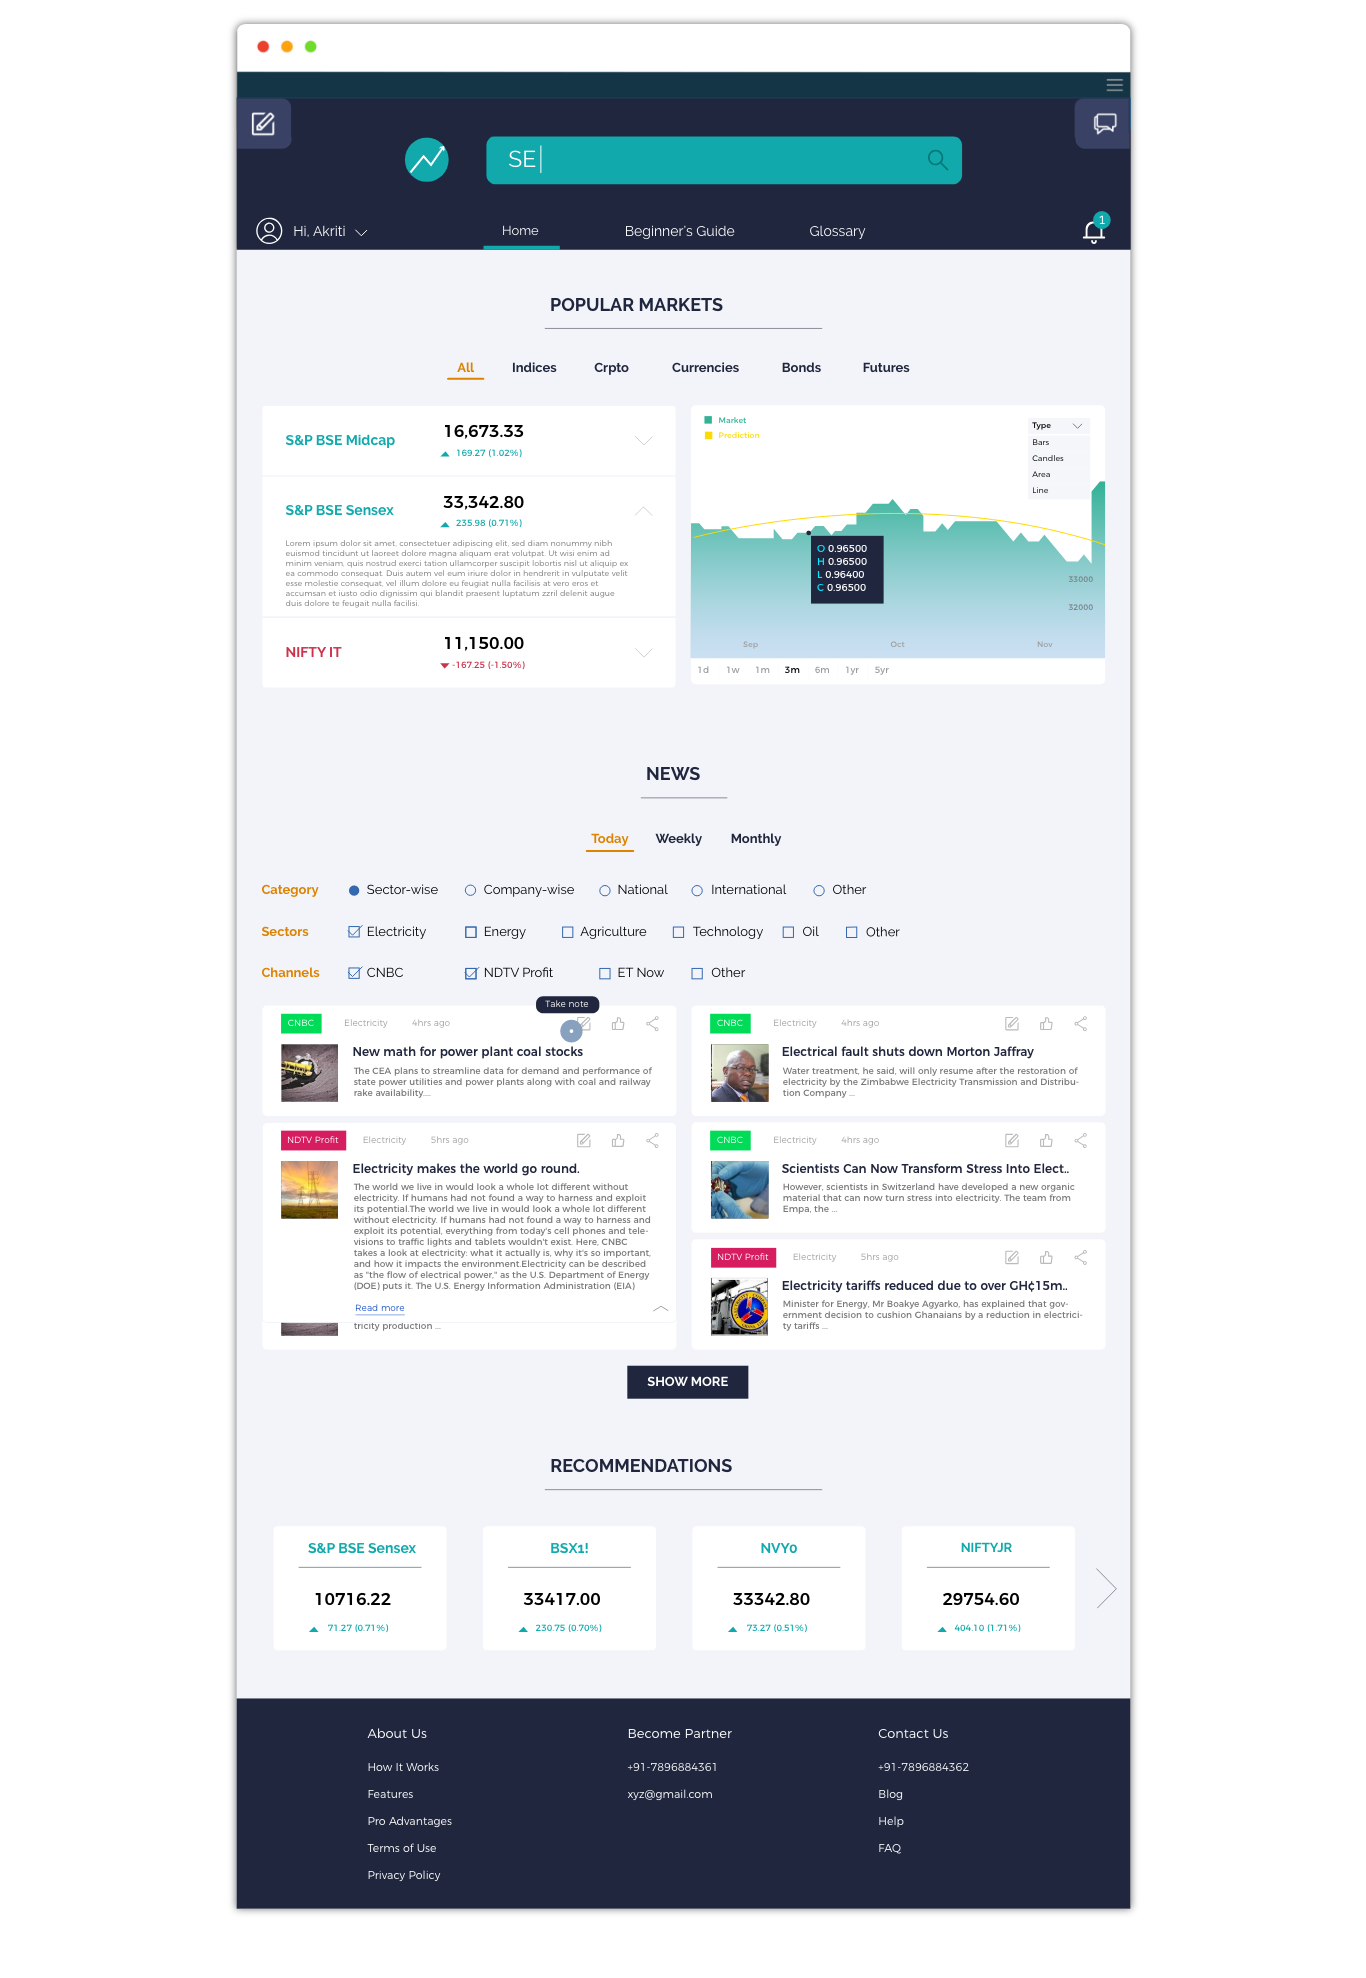 SE
Hi, Akriti
Home
Beginner's Guide
Glossary
1
POPULAR MARKETS
All
Indices
Crpto
Currencies
Bonds
Futures
S&P BSE Midcap
16,673.33
169.27 (1.02%)
S&P BSE Sensex
33,342.80
235.98 (0.71%)
Lorem ipsum dolor sit amet, consectetuer adipiscing elit, sed diam nonummy nibh
euismod tincidunt ut laoreet dolore magna aliquam erat volutpat. Ut wisi enim ad
minim veniam, quis nostrud exerci tation ullamcorper suscipit lobortis nisl ut aliquip ex
ea commodo consequat. Duis autem vel eum iriure dolor in hendrerit in vulputate velit
esse molestie consequat, vel illum dolore eu feugiat nulla facilisis at vero eros et
accumsan et iusto odio dignissim qui blandit praesent luptatum zzril delenit augue
duis dolore te feugait nulla facilisi.
NIFTY IT
11,150.00
-167.25 (-1.50%)
Market
Prediction
Type
Bars
Candles
Area
Line
O 0.96500
H 0.96500
L 0.96400
C 0.96500
33000
32000
Sep
Oct
Nov
1d
1w
1m
3m
6m
1yr
5yr
NEWS
Today
Weekly
Monthly
Category
Sector-wise
Company-wise
National
International
Other
Sectors
Electricity
Energy
Agriculture
Technology
Oil
Other
Channels
CNBC
NDTV Profit
ET Now
Other
Take note
CNBC
Electricity
4hrs ago
New math for power plant coal stocks
The CEA plans to streamline data for demand and performance of
state power utilities and power plants along with coal and railway
rake availability....
CNBC
Electricity
4hrs ago
Electrical fault shuts down Morton Jaffray
Water treatment, he said, will only resume after the restoration of
electricity by the Zimbabwe Electricity Transmission and Distribu-
tion Company ...
NDTV Profit
Electricity
5hrs ago
Electricity makes the world go round.
The world we live in would look a whole lot different without
electricity. If humans had not found a way to harness and exploit
its potential.The world we live in would look a whole lot different
without electricity. If humans had not found a way to harness and
exploit its potential, everything from today's cell phones and tele-
visions to traffic lights and tablets wouldn't exist. Here, CNBC
takes a look at electricity: what it actually is, why it's so important,
and how it impacts the environment.Electricity can be described
as "the flow of electrical power," as the U.S. Department of Energy
(DOE) puts it. The U.S. Energy Information Administration (EIA)
Read more
tricity production ...
CNBC
Electricity
4hrs ago
Scientists Can Now Transform Stress Into Elect..
However, scientists in Switzerland have developed a new organic
material that can now turn stress into electricity. The team from
Empa, the ...
NDTV Profit
Electricity
5hrs ago
Electricity tariffs reduced due to over GH¢15m..
Minister for Energy, Mr Boakye Agyarko, has explained that gov-
ernment decision to cushion Ghanaians by a reduction in electrici-
ty tariffs ...
SHOW MORE
RECOMMENDATIONS
S&P BSE Sensex
10716.22
71.27 (0.71%)
BSX1!
33417.00
230.75 (0.70%)
NVY0
33342.80
73.27 (0.51%)
NIFTYJR
29754.60
404.10 (1.71%)
About Us
How It Works
Features
Pro Advantages
Terms of Use
Privacy Policy
Become Partner
+91-7896884361
xyz@gmail.com
Contact Us
+91-7896884362
Blog
Help
FAQ